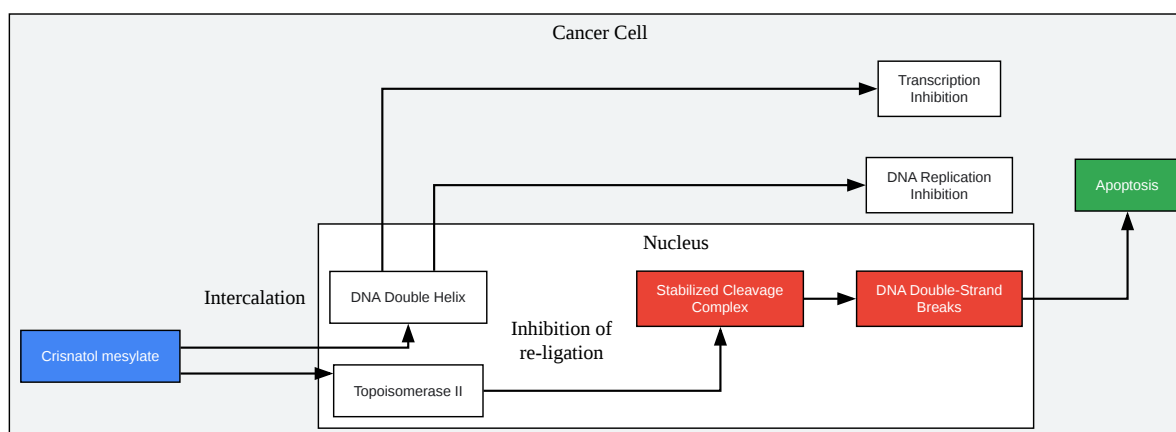 Cancer Cell
Transcription
Inhibition
DNA Replication
Inhibition
Apoptosis
Nucleus
Intercalation
DNA Double Helix
Stabilized Cleavage
Complex
DNA Double-Strand
Breaks
Inhibition of
re-ligation
Crisnatol mesylate
Topoisomerase II